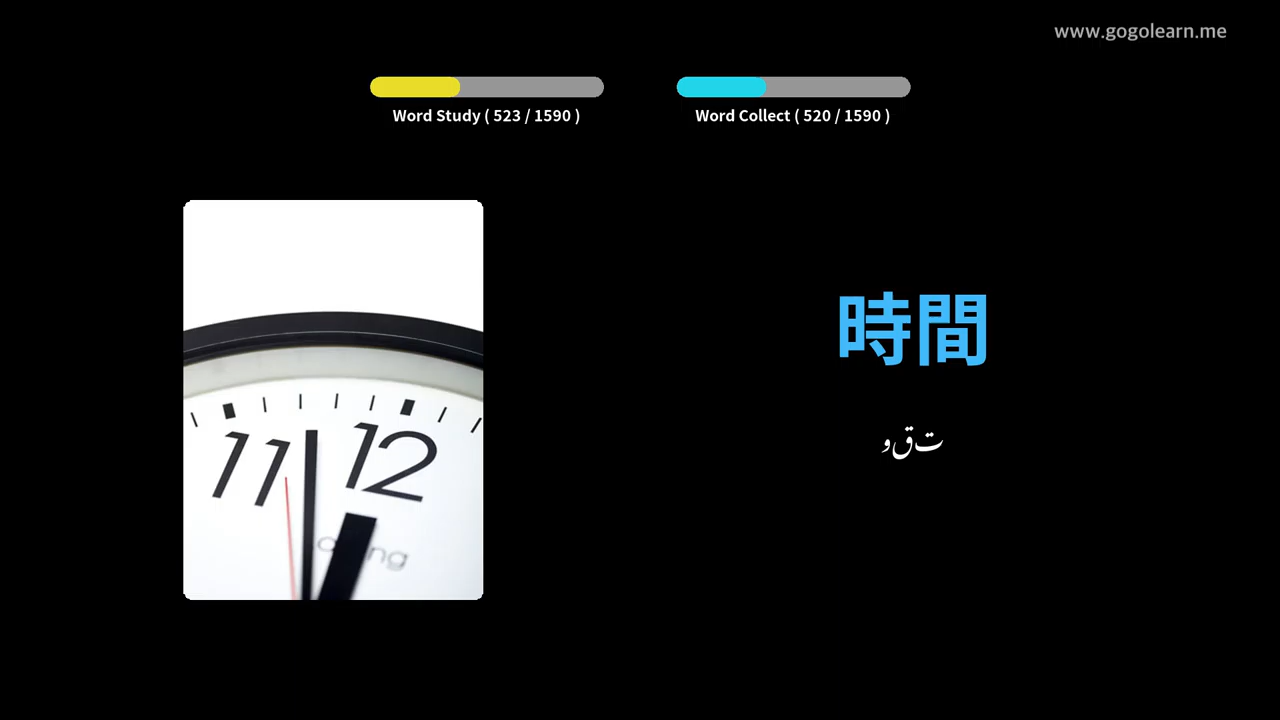 www.gogolearn.me
Word Study ( 523 / 1590 )
Word Collect ( 520 / 1590 )
時間
وقت
11 12